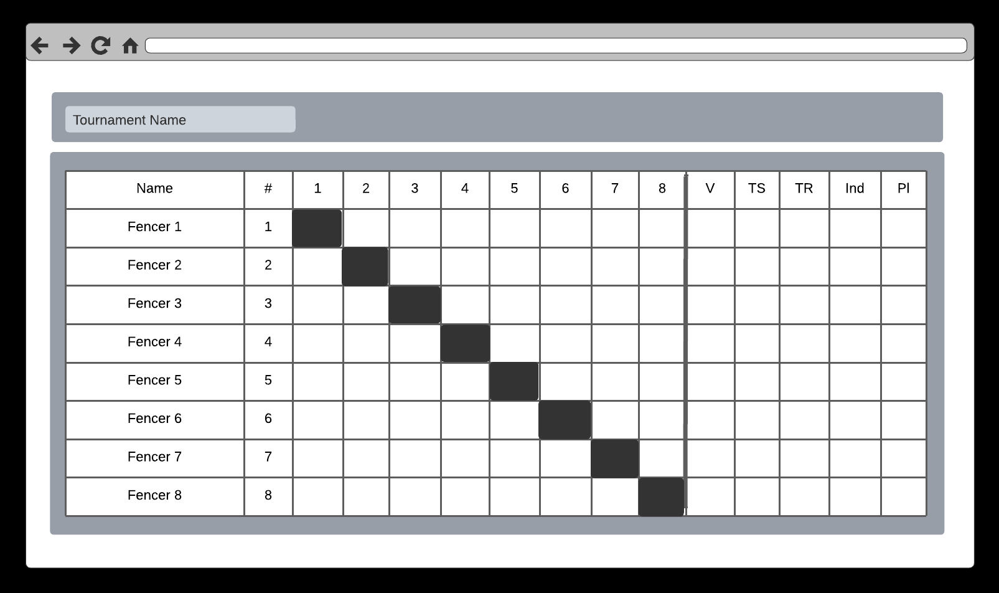 Tournament Name
Name # 1 2 3 4 5 6 7 8 V TS TR Ind Pl
Fencer 1 1
Fencer 2 2
Fencer 3 3
Fencer 4 4
Fencer 5 5
Fencer 6 6
Fencer 7 7
Fencer 8 8